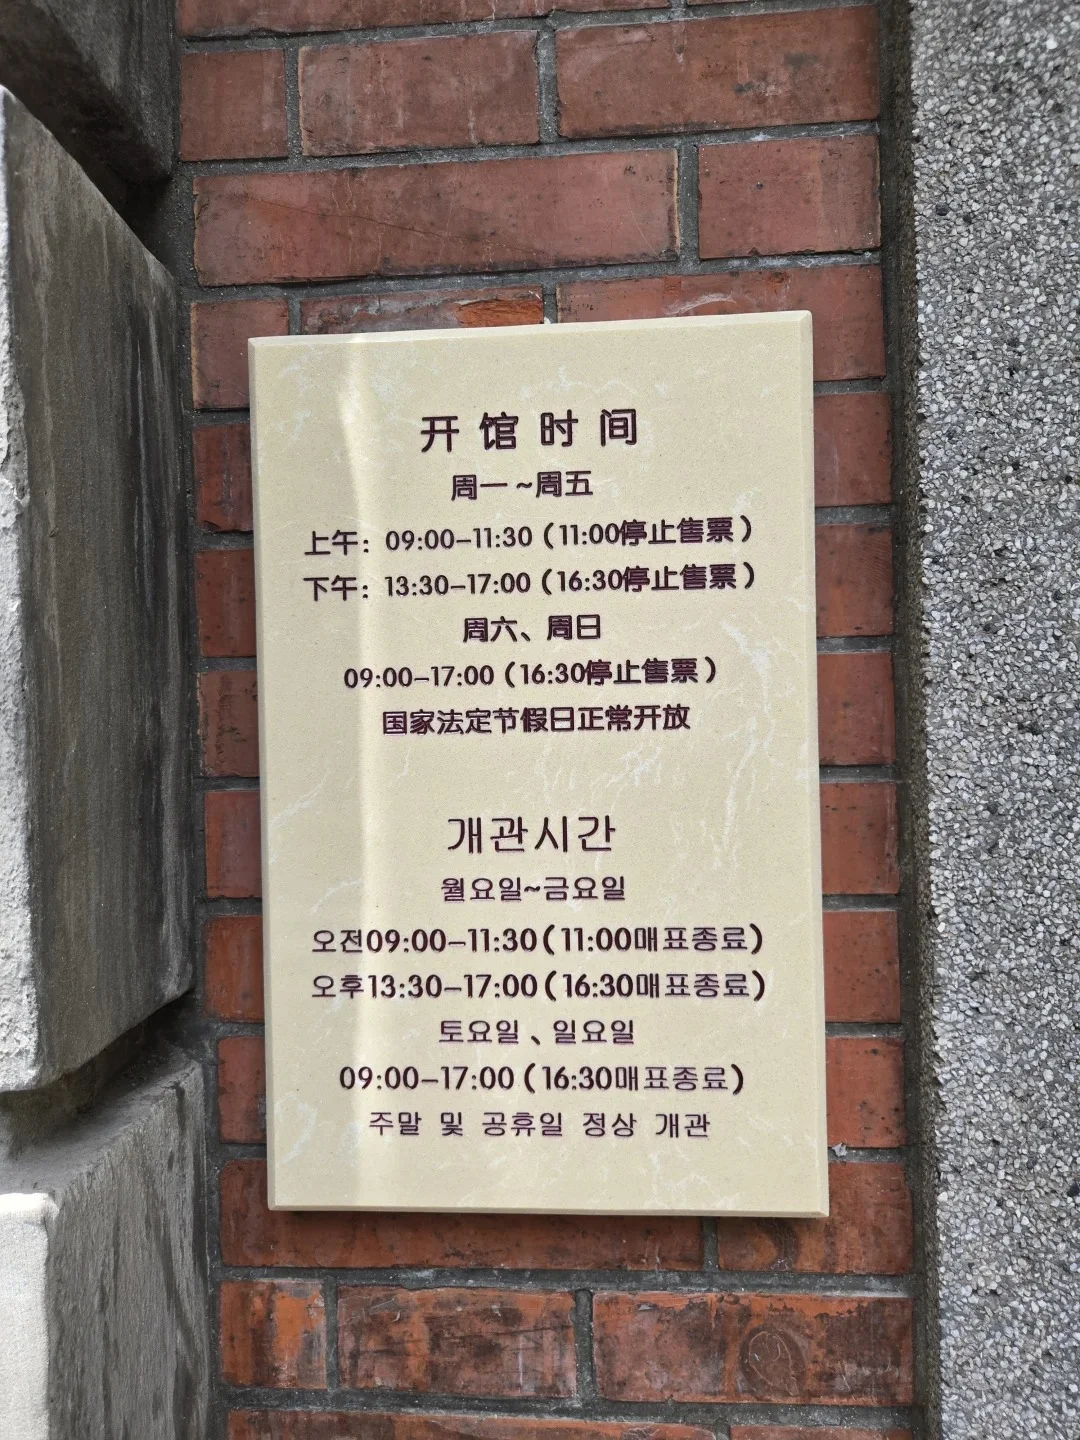 开馆时间
周一~周五
上午：09:00-11:30（11:00停止售票）
下午：13:30-17:00（16:30停止售票）
周六、周日
09:00-17:00（16:30停止售票）
国家法定节假日正常开放
개관시간
월요일~금요일
오전09:00-11:30(11:00매표종료)
오후13:30-17:00(16:30매표종료)
토요일、일요일
09:00-17:00(16:30매표종료)
주말 및 공휴일 정상 개관